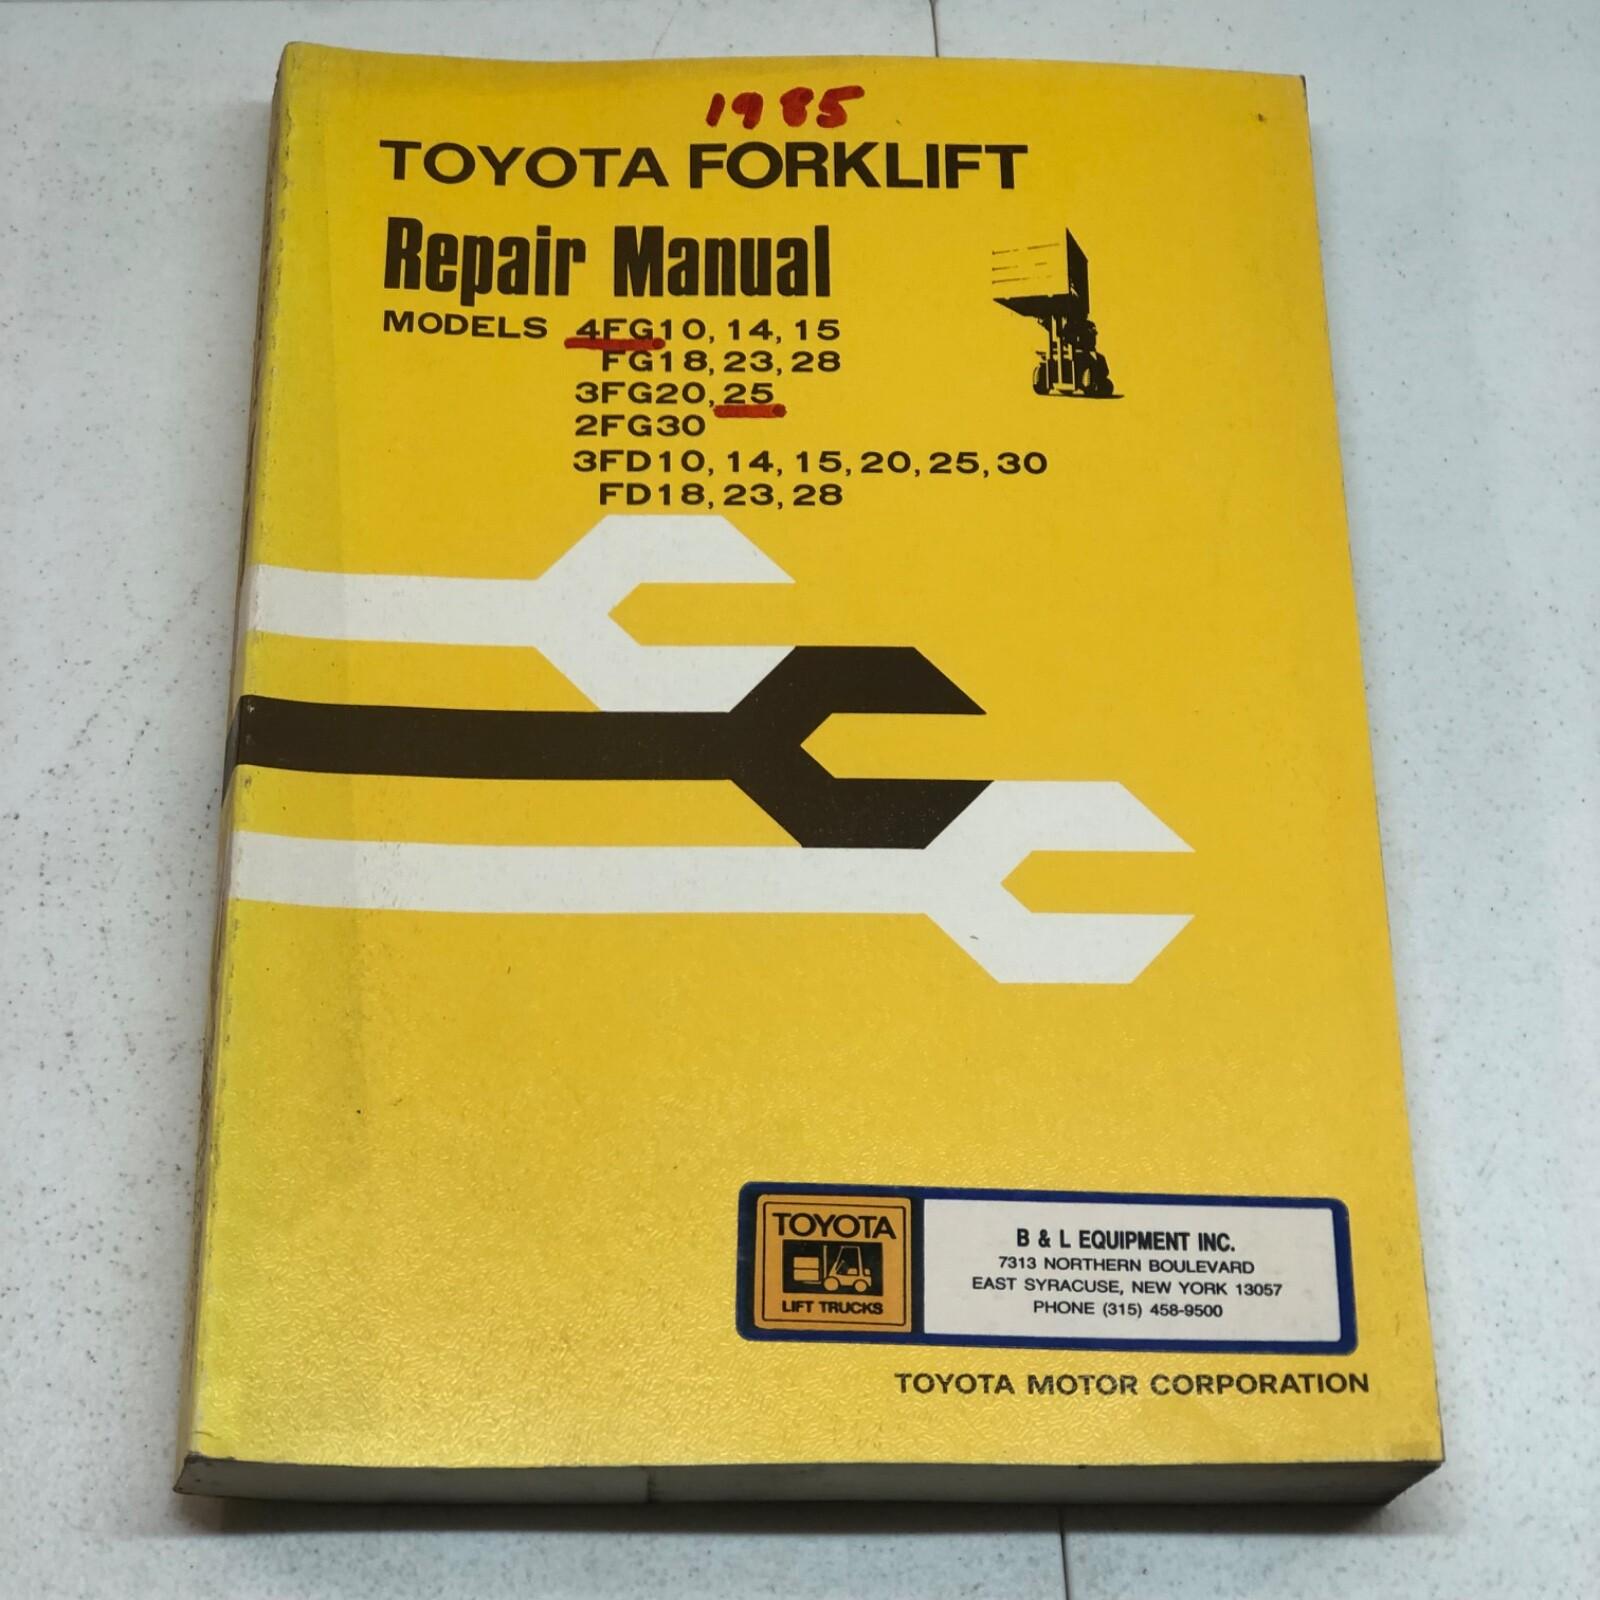 1985
TOYOTA FORKLIFT
Repair Manual
MODELS 4FG10, 14, 15
FG18, 23, 28
3FG20, 25
2FG30
3FD10, 14, 15, 20, 25, 30
FD18, 23, 28
TOYOTA
LIFT TRUCKS
B & L EQUIPMENT INC.
7313 NORTHERN BOULEVARD
EAST SYRACUSE, NEW YORK 13057
PHONE (315) 458-9500
TOYOTA MOTOR CORPORATION